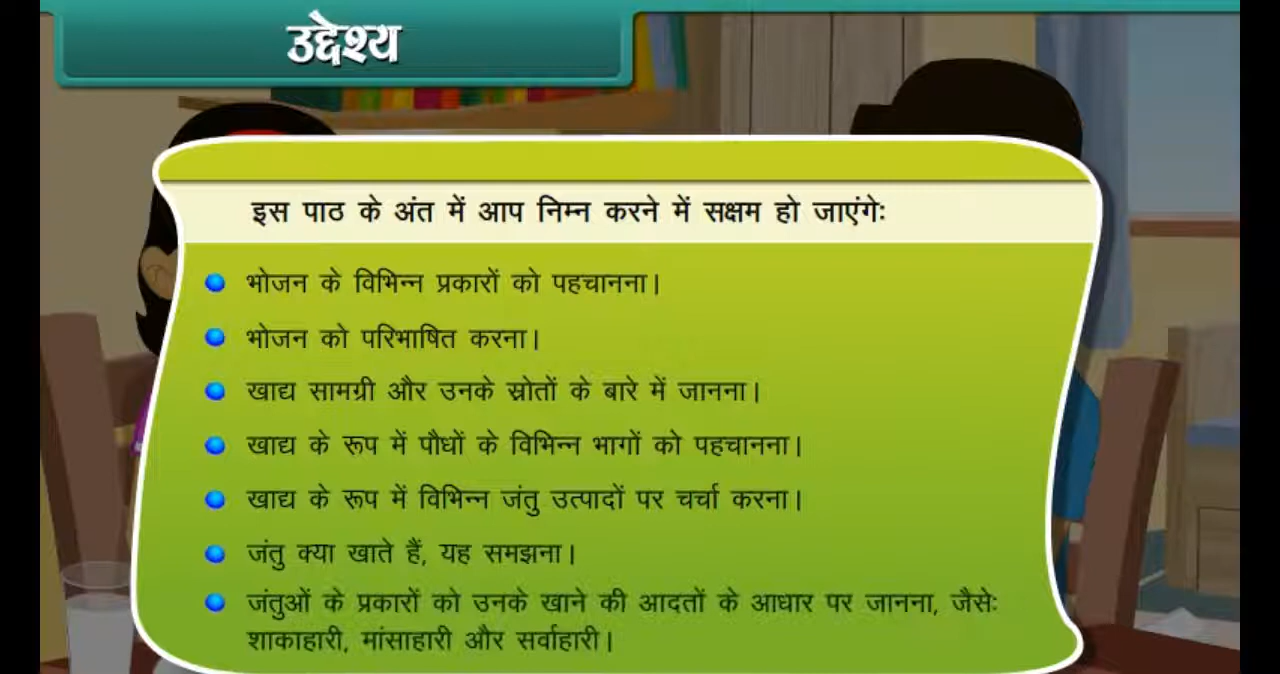 उद्देश्य
इस पाठ के अंत में आप निम्न करने में सक्षम हो जाएंगेः
भोजन के विभिन्न प्रकारों को पहचानना।
भोजन को परिभाषित करना।
खाद्य सामग्री और उनके स्रोतों के बारे में जानना।
खाद्य के रूप में पौधों के विभिन्न भागों को पहचानना।
खाद्य के रूप में विभिन्न जंतु उत्पादों पर चर्चा करना।
जंतु क्या खाते हैं, यह समझना।
जंतुओं के प्रकारों को उनके खाने की आदतों के आधार पर जानना, जैसेः
शाकाहारी, मांसाहारी और सर्वाहारी।